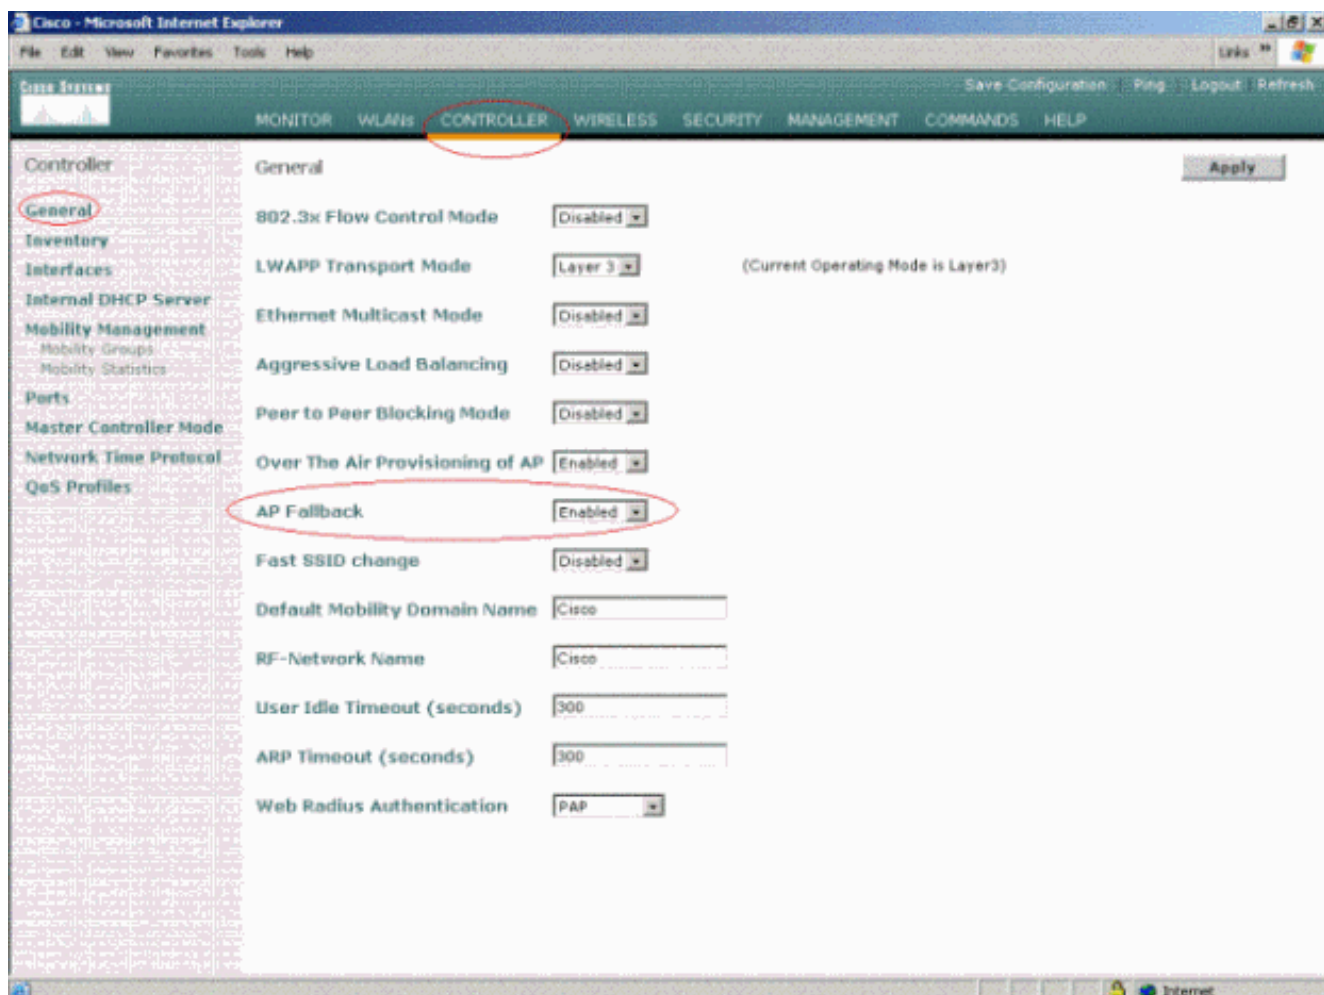 Cisco - Microsoft Internet Explorer
File Edit View Favorites Tools Help Links »
Cisco Systems
Save Configuration | Ping | Logout | Refresh
MONITOR WLANs CONTROLLER WIRELESS SECURITY MANAGEMENT COMMANDS HELP
Controller
General
Inventory
Interfaces
Internal DHCP Server
Mobility Management
Mobility Groups
Mobility Statistics
Ports
Master Controller Mode
Network Time Protocol
QoS Profiles
General
Apply
802.3x Flow Control Mode Disabled
LWAPP Transport Mode Layer 3 (Current Operating Mode is Layer3)
Ethernet Multicast Mode Disabled
Aggressive Load Balancing Disabled
Peer to Peer Blocking Mode Disabled
Over The Air Provisioning of AP Enabled
AP Fallback Enabled
Fast SSID change Disabled
Default Mobility Domain Name Cisco
RF-Network Name Cisco
User Idle Timeout (seconds) 300
ARP Timeout (seconds) 300
Web Radius Authentication PAP
Internet